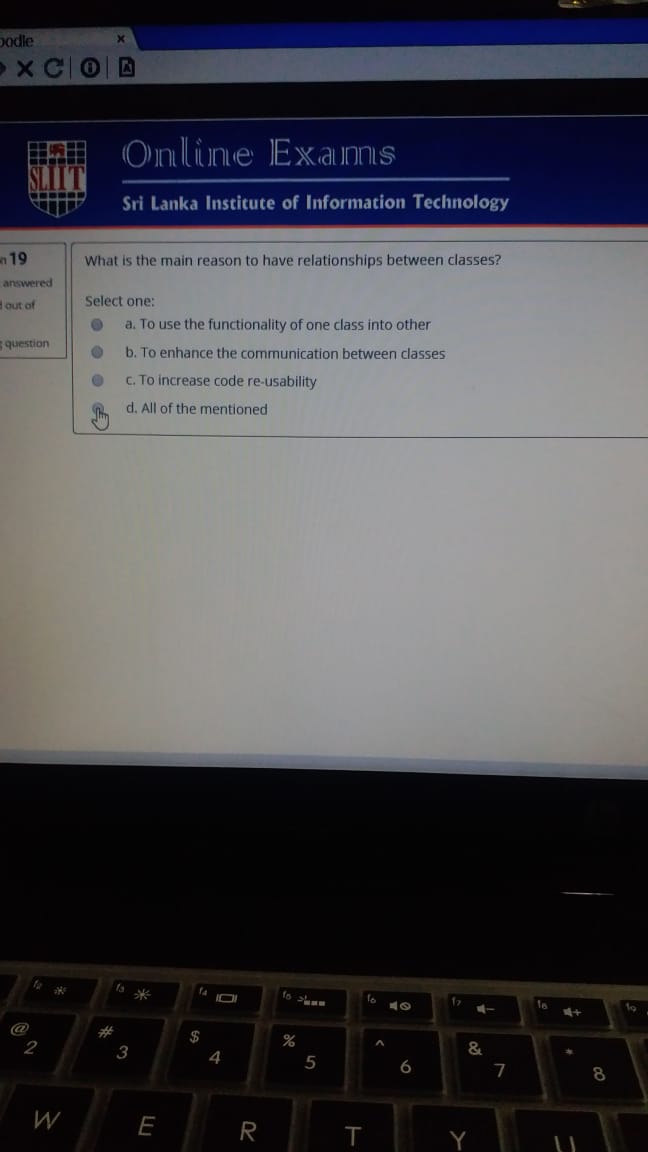 oodle ×
SLIIT
Online Exams
Sri Lanka Institute of Information Technology
19
answered
out of
question
What is the main reason to have relationships between classes?
Select one:
a. To use the functionality of one class into other
b. To enhance the communication between classes
c. To increase code re-usability
d. All of the mentioned
f2 f3 f4 f5 f6 f7 f8 f9
@ # $ % ^ & *
2 3 4 5 6 7 8
W E R T Y U